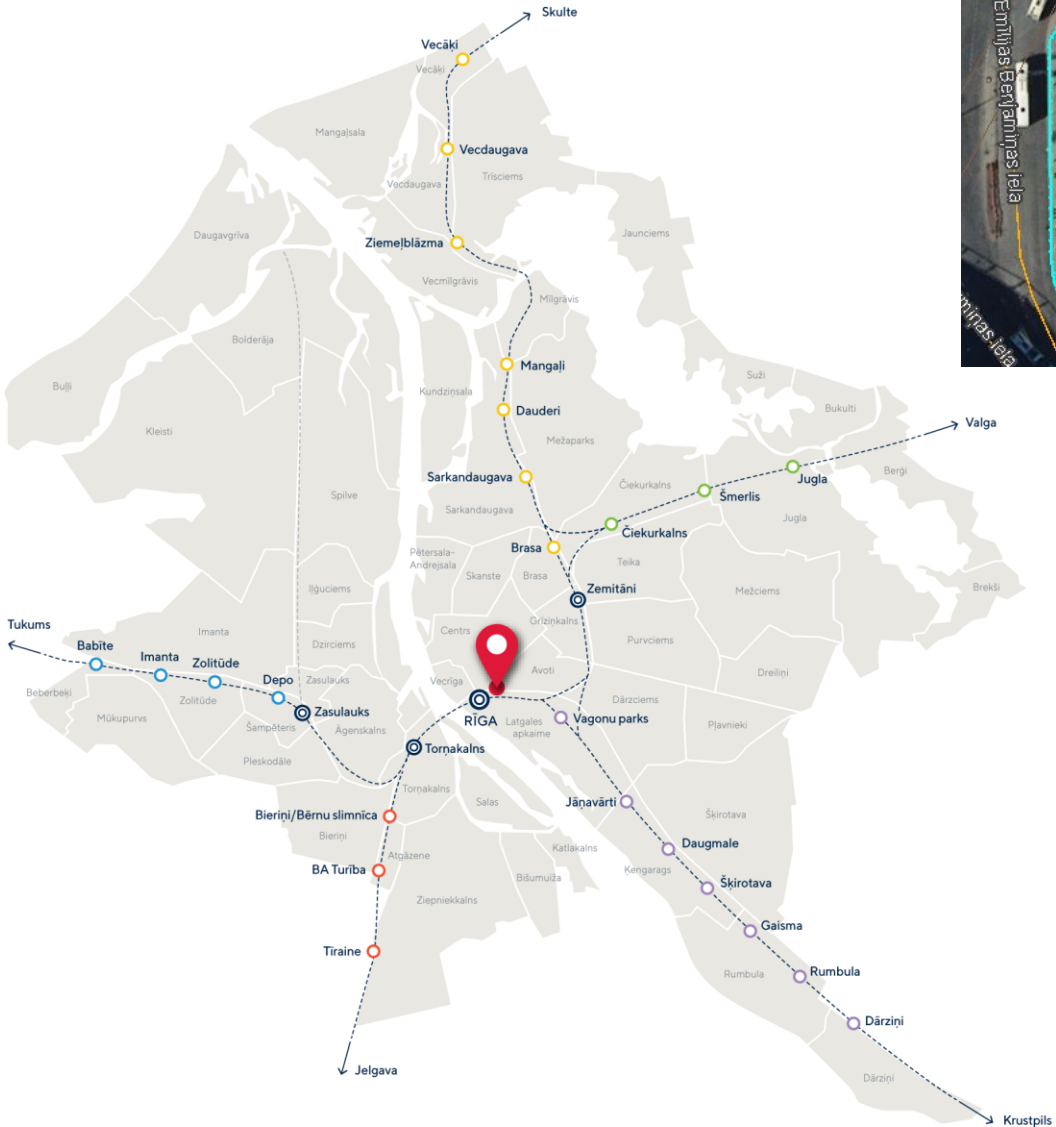 Skulte
Vecāķi
Vecāķi
Mangaļsala
Vecdaugava
Trīsciems
Vecdaugava
Daugavgrīva
Ziemeļblāzma
Jaunciems
Vecmīlgrāvis
Mīlgrāvis
Bolderāja
Mangaļi
Suži
Buļļi
Kundziņsala
Dauderi
Bukulti
Kleisti
Mežaparks
Valga
Sarkandaugava
Čiekurkalns
Jugla
Berģi
Spilve
Šmerlis
Sarkandaugava
Jugla
Čiekurkalns
Pētersala-
Andrejsala
Brasa
Teika
Skanste
Brasa
Iļģuciems
Zemitāni
Mežciems
Brekši
Grīziņkalns
Tukums
Imanta
Centrs
Babīte
Dzirciems
Purvciems
Imanta
Zolitūde
Avoti
Dreiliņi
Depo
Zasulauks
Vecrīga
Beberbeķi
Zolitūde
Dārzciems
Mūkupurvs
Zasulauks
RĪGA
Latgales
apkaime
Vagonu parks
Pļavnieki
Šampēteris
Āgenskalns
Torņakalns
Pleskodāle
Torņakalns
Salas
Jāņavārti
Bieriņi/Bērnu slimnīca
Šķirotava
Bieriņi
Daugmale
Katlakalns
Atgāzene
BA Turība
Ķengarags
Bišumuiža
Šķirotava
Ziepniekkalns
Gaisma
Tīraine
Rumbula
Rumbula
Dārziņi
Jelgava
Dārziņi
Krustpils
Emīlijas Benjamiņas iela
miņas iela